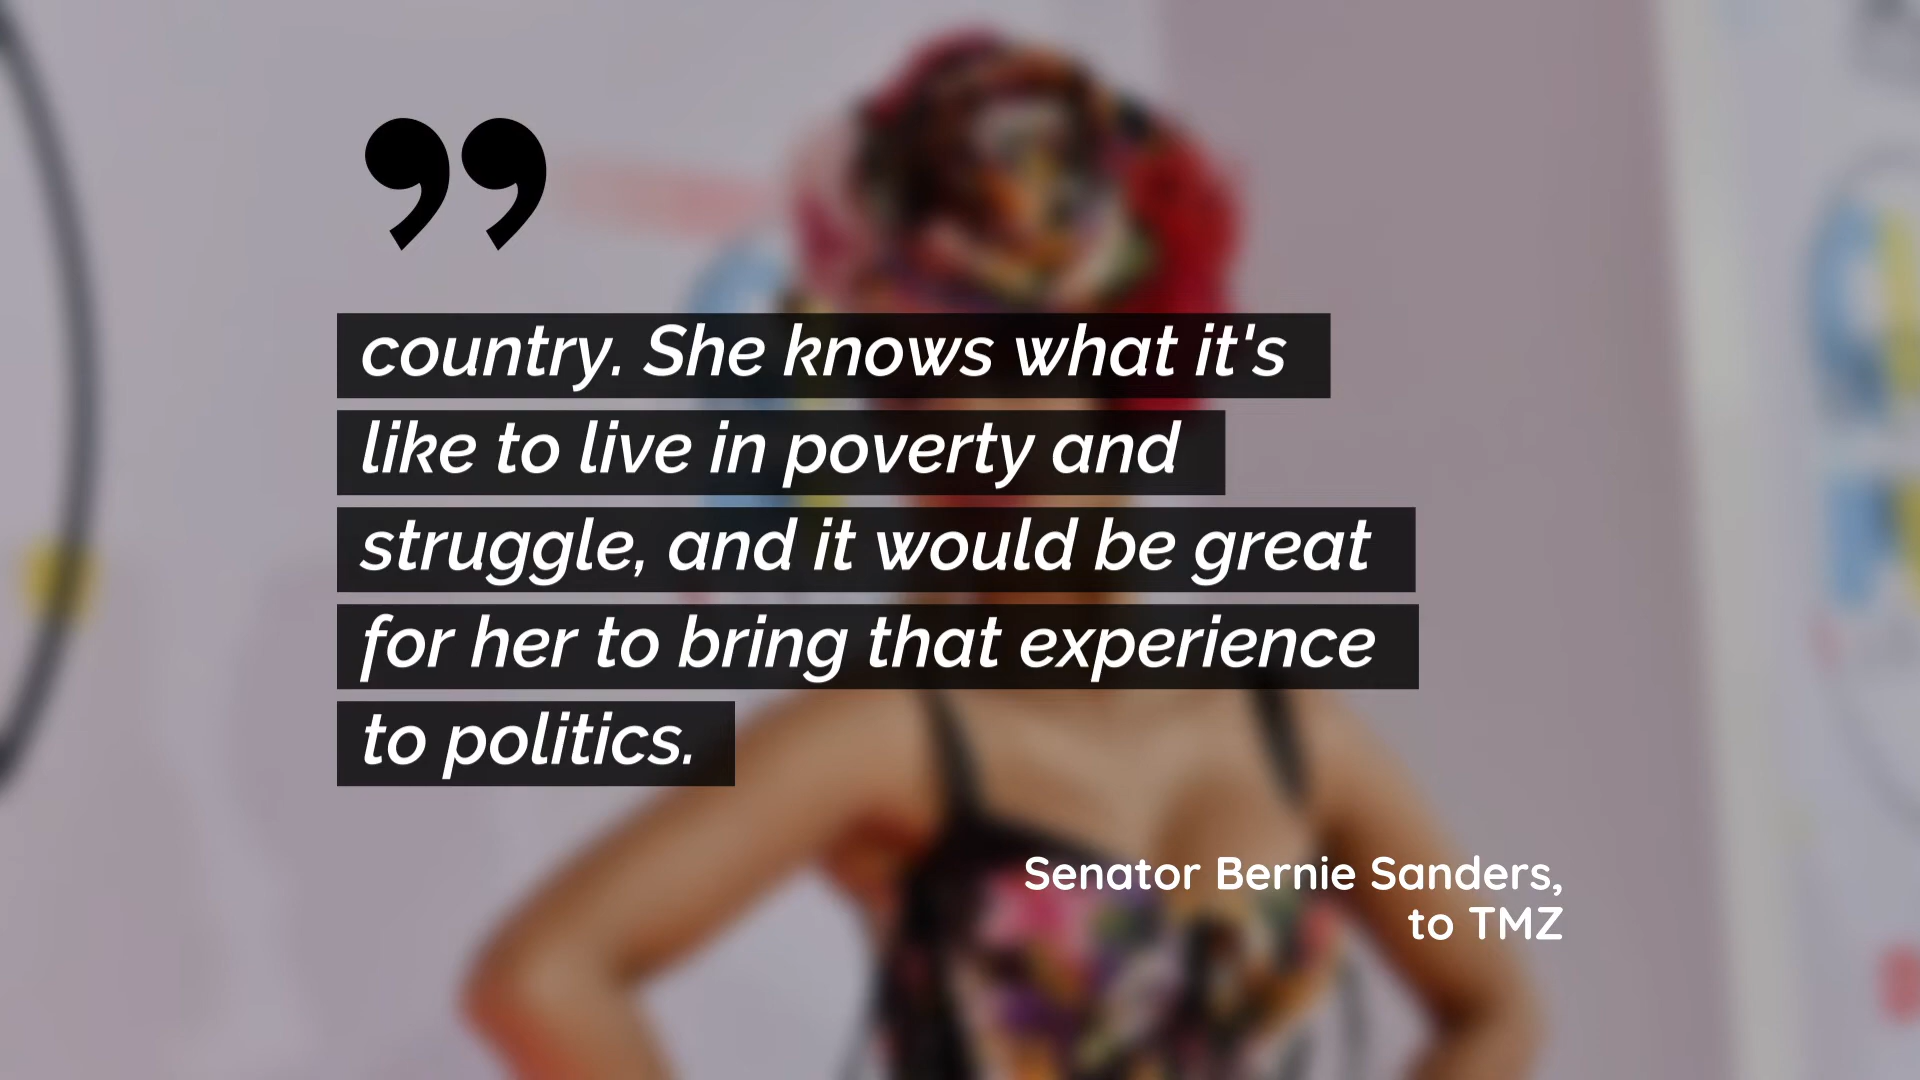 ”
country. She knows what it's
like to live in poverty and
struggle, and it would be great
for her to bring that experience
to politics.
Senator Bernie Sanders,
to TMZ